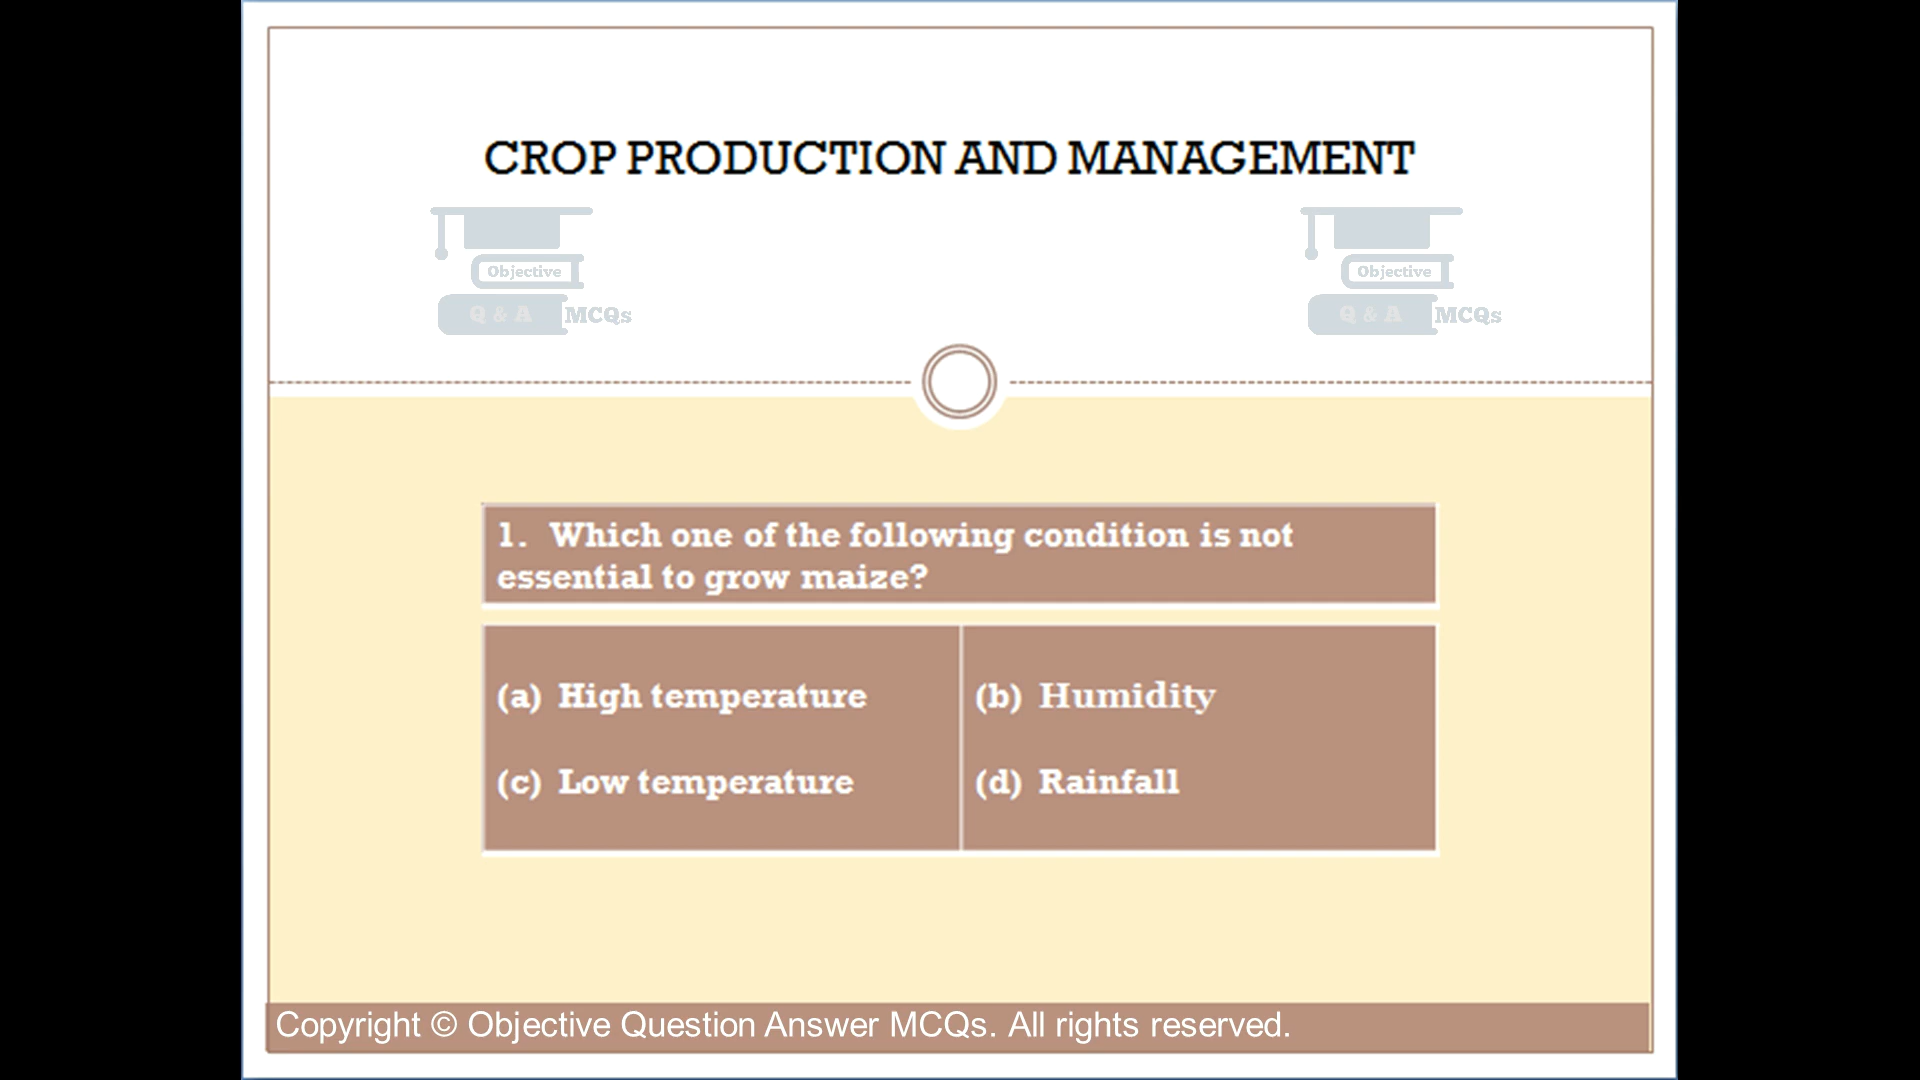 CROP PRODUCTION AND MANAGEMENT
Objective
Q & A MCQs
Objective
Q & A MCQs
1. Which one of the following condition is not
essential to grow maize?
(a) High temperature
(b) Humidity
(c) Low temperature
(d) Rainfall
Copyright © Objective Question Answer MCQs. All rights reserved.